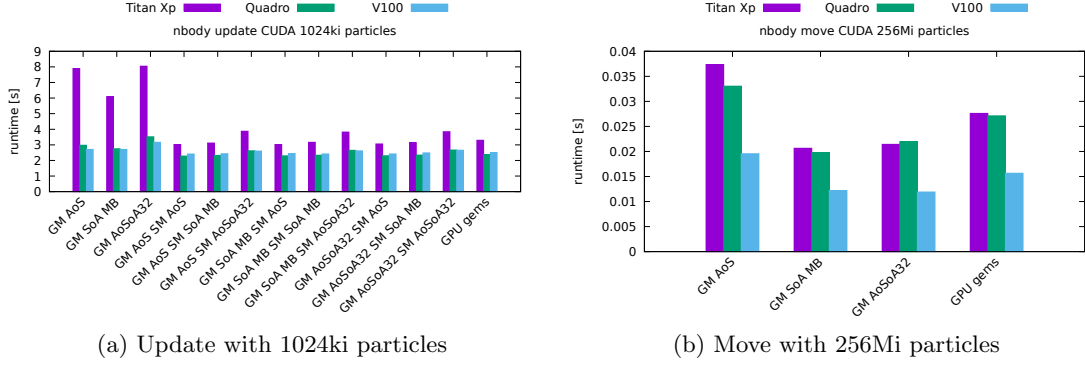 Titan Xp Quadro V100
nbody update CUDA 1024ki particles
runtime [s]
9
8
7
6
5
4
3
2
1
0
GM AoS
GM SoA MB
GM AoSoA32
GM AoS SM AoS
GM AoS SM SoA MB
GM AoS SM AoSoA32
GM SoA MB SM AoS
GM SoA MB SM SoA MB
GM SoA MB SM AoSoA32
GM AoSoA32 SM AoS
GM AoSoA32 SM SoA MB
GM AoSoA32 SM AoSoA32
GPU gems
(a) Update with 1024ki particles
Titan Xp Quadro V100
nbody move CUDA 256Mi particles
runtime [s]
0.04
0.035
0.03
0.025
0.02
0.015
0.01
0.005
0
GM AoS
GM SoA MB
GM AoSoA32
GPU gems
(b) Move with 256Mi particles